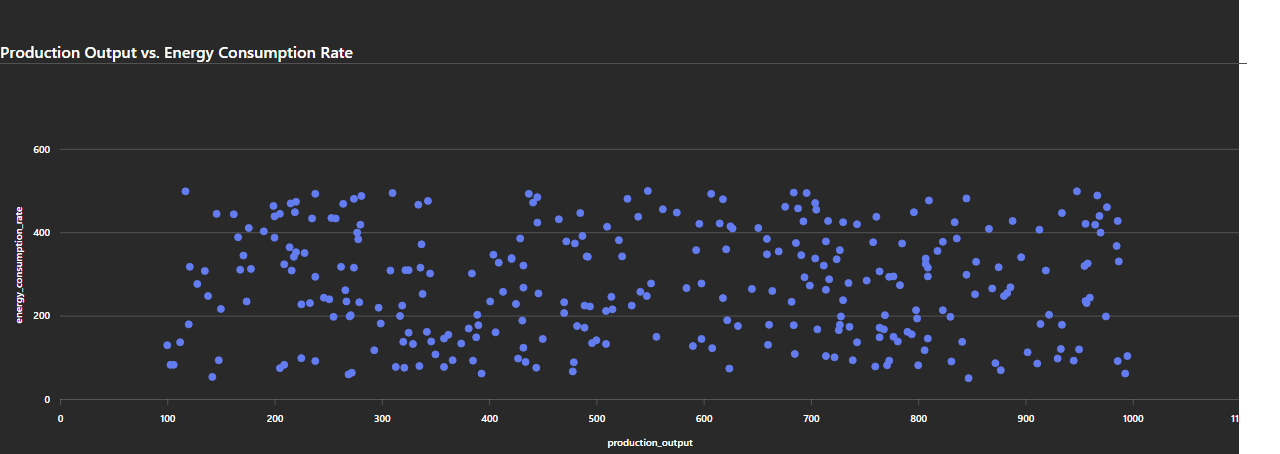 Production Output vs. Energy Consumption Rate
600
400
200
0
energy_consumption_rate
0 100 200 300 400 500 600 700 800 900 1000 11
production_output